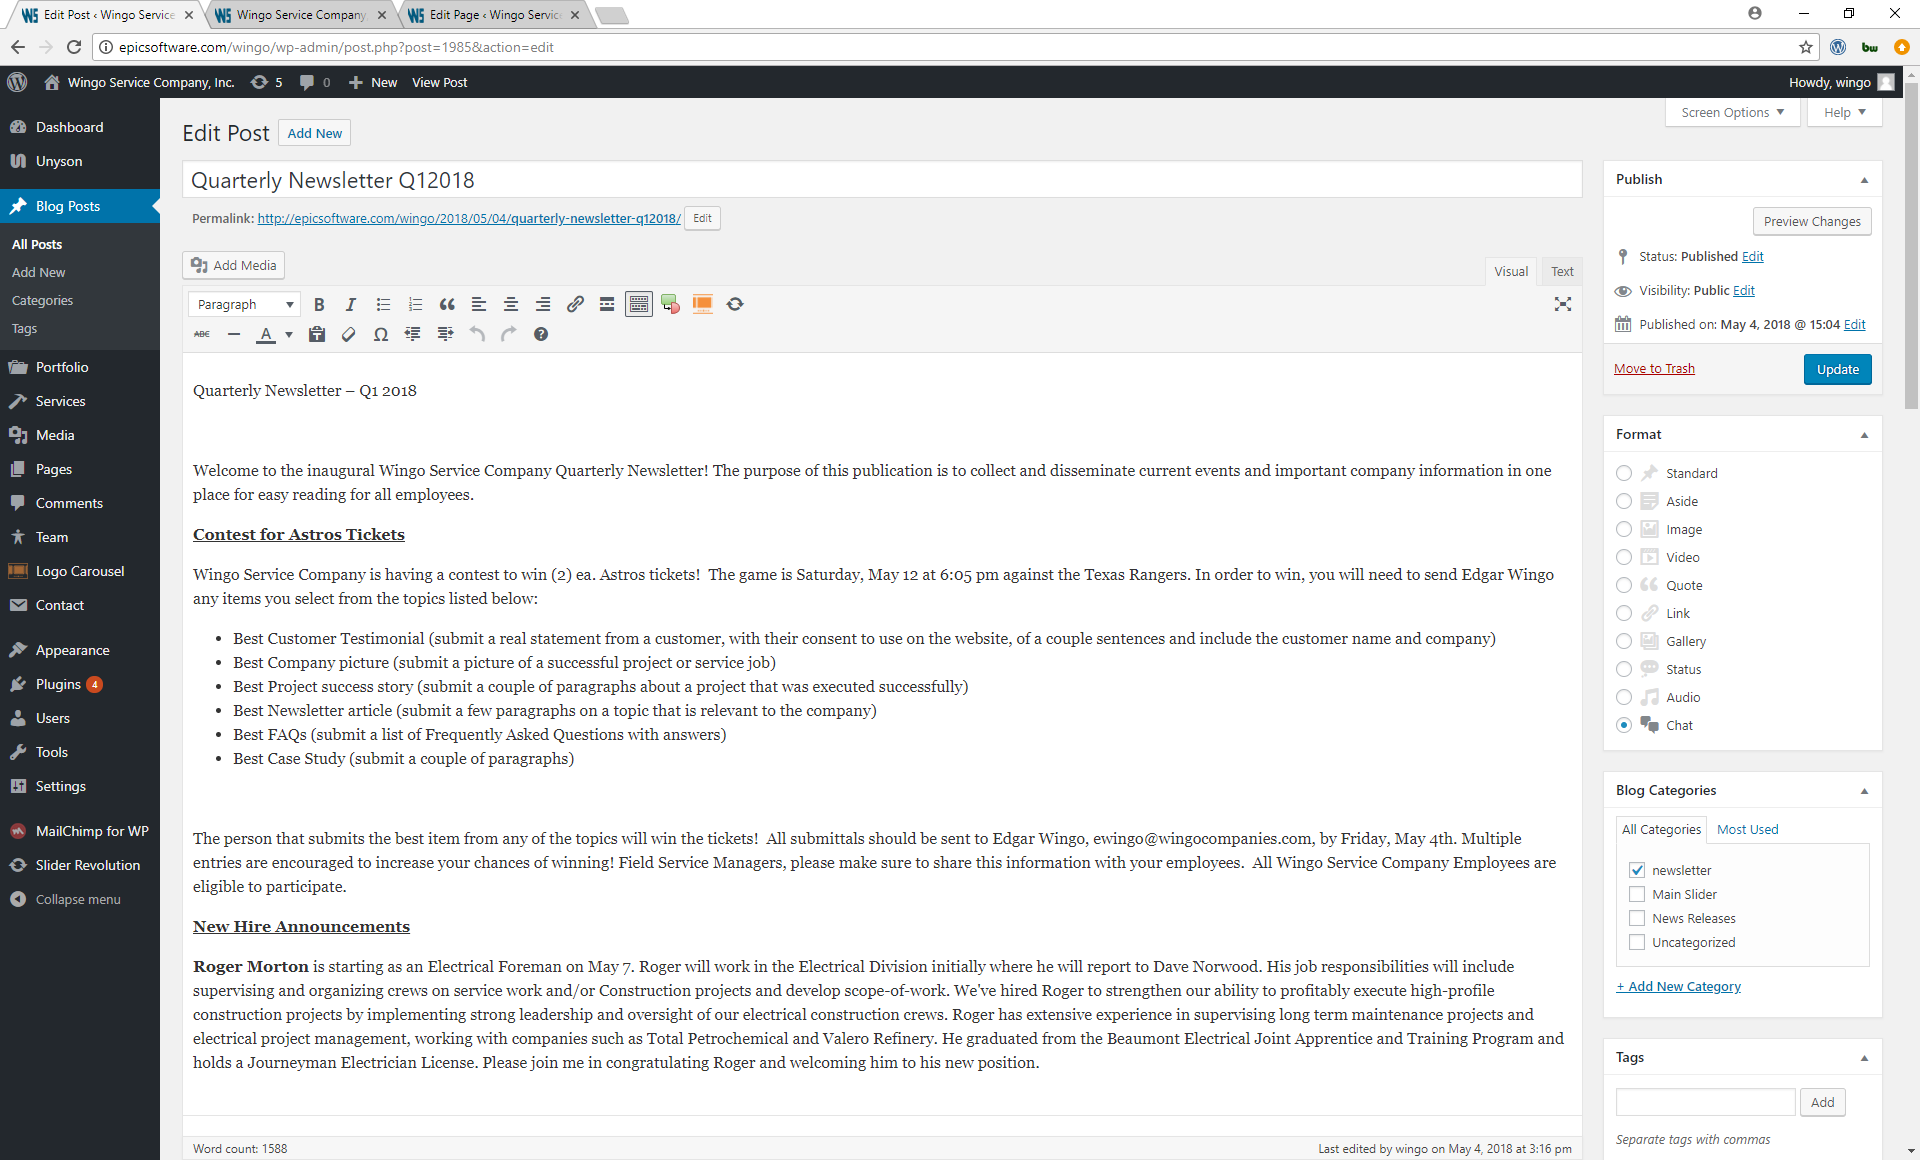 Edit Post ‹ Wingo Service
Wingo Service Company,
Edit Page ‹ Wingo Servic
epicsoftware.com/wingo/wp-admin/post.php?post=1985&action=edit
bw
Wingo Service Company, Inc.
5
0
New
View Post
Howdy, wingo
Dashboard
Unyson
Blog Posts
All Posts
Add New
Categories
Tags
Portfolio
Services
Media
Pages
Comments
Team
Logo Carousel
Contact
Appearance
Plugins 4
Users
Tools
Settings
MailChimp for WP
Slider Revolution
Collapse menu
Screen Options
Help
Edit Post
Add New
Quarterly Newsletter Q12018
Permalink: http://epicsoftware.com/wingo/2018/05/04/quarterly-newsletter-q12018/ Edit
Add Media
Visual
Text
Paragraph
B
I
ABC
A
Ω
Quarterly Newsletter – Q1 2018
Welcome to the inaugural Wingo Service Company Quarterly Newsletter! The purpose of this publication is to collect and disseminate current events and important company information in one
place for easy reading for all employees.
Contest for Astros Tickets
Wingo Service Company is having a contest to win (2) ea. Astros tickets!  The game is Saturday, May 12 at 6:05 pm against the Texas Rangers. In order to win, you will need to send Edgar Wingo
any items you select from the topics listed below:
• Best Customer Testimonial (submit a real statement from a customer, with their consent to use on the website, of a couple sentences and include the customer name and company)
• Best Company picture (submit a picture of a successful project or service job)
• Best Project success story (submit a couple of paragraphs about a project that was executed successfully)
• Best Newsletter article (submit a few paragraphs on a topic that is relevant to the company)
• Best FAQs (submit a list of Frequently Asked Questions with answers)
• Best Case Study (submit a couple of paragraphs)
The person that submits the best item from any of the topics will win the tickets!  All submittals should be sent to Edgar Wingo, ewingo@wingocompanies.com, by Friday, May 4th. Multiple
entries are encouraged to increase your chances of winning! Field Service Managers, please make sure to share this information with your employees.  All Wingo Service Company Employees are
eligible to participate.
New Hire Announcements
Roger Morton is starting as an Electrical Foreman on May 7. Roger will work in the Electrical Division initially where he will report to Dave Norwood. His job responsibilities will include
supervising and organizing crews on service work and/or Construction projects and develop scope-of-work. We've hired Roger to strengthen our ability to profitably execute high-profile
construction projects by implementing strong leadership and oversight of our electrical construction crews. Roger has extensive experience in supervising long term maintenance projects and
electrical project management, working with companies such as Total Petrochemical and Valero Refinery. He graduated from the Beaumont Electrical Joint Apprentice and Training Program and
holds a Journeyman Electrician License. Please join me in congratulating Roger and welcoming him to his new position.
Word count: 1588
Last edited by wingo on May 4, 2018 at 3:16 pm
Publish
Preview Changes
Status: Published Edit
Visibility: Public Edit
Published on: May 4, 2018 @ 15:04 Edit
Move to Trash
Update
Format
Standard
Aside
Image
Video
Quote
Link
Gallery
Status
Audio
Chat
Blog Categories
All Categories
Most Used
newsletter
Main Slider
News Releases
Uncategorized
+ Add New Category
Tags
Add
Separate tags with commas